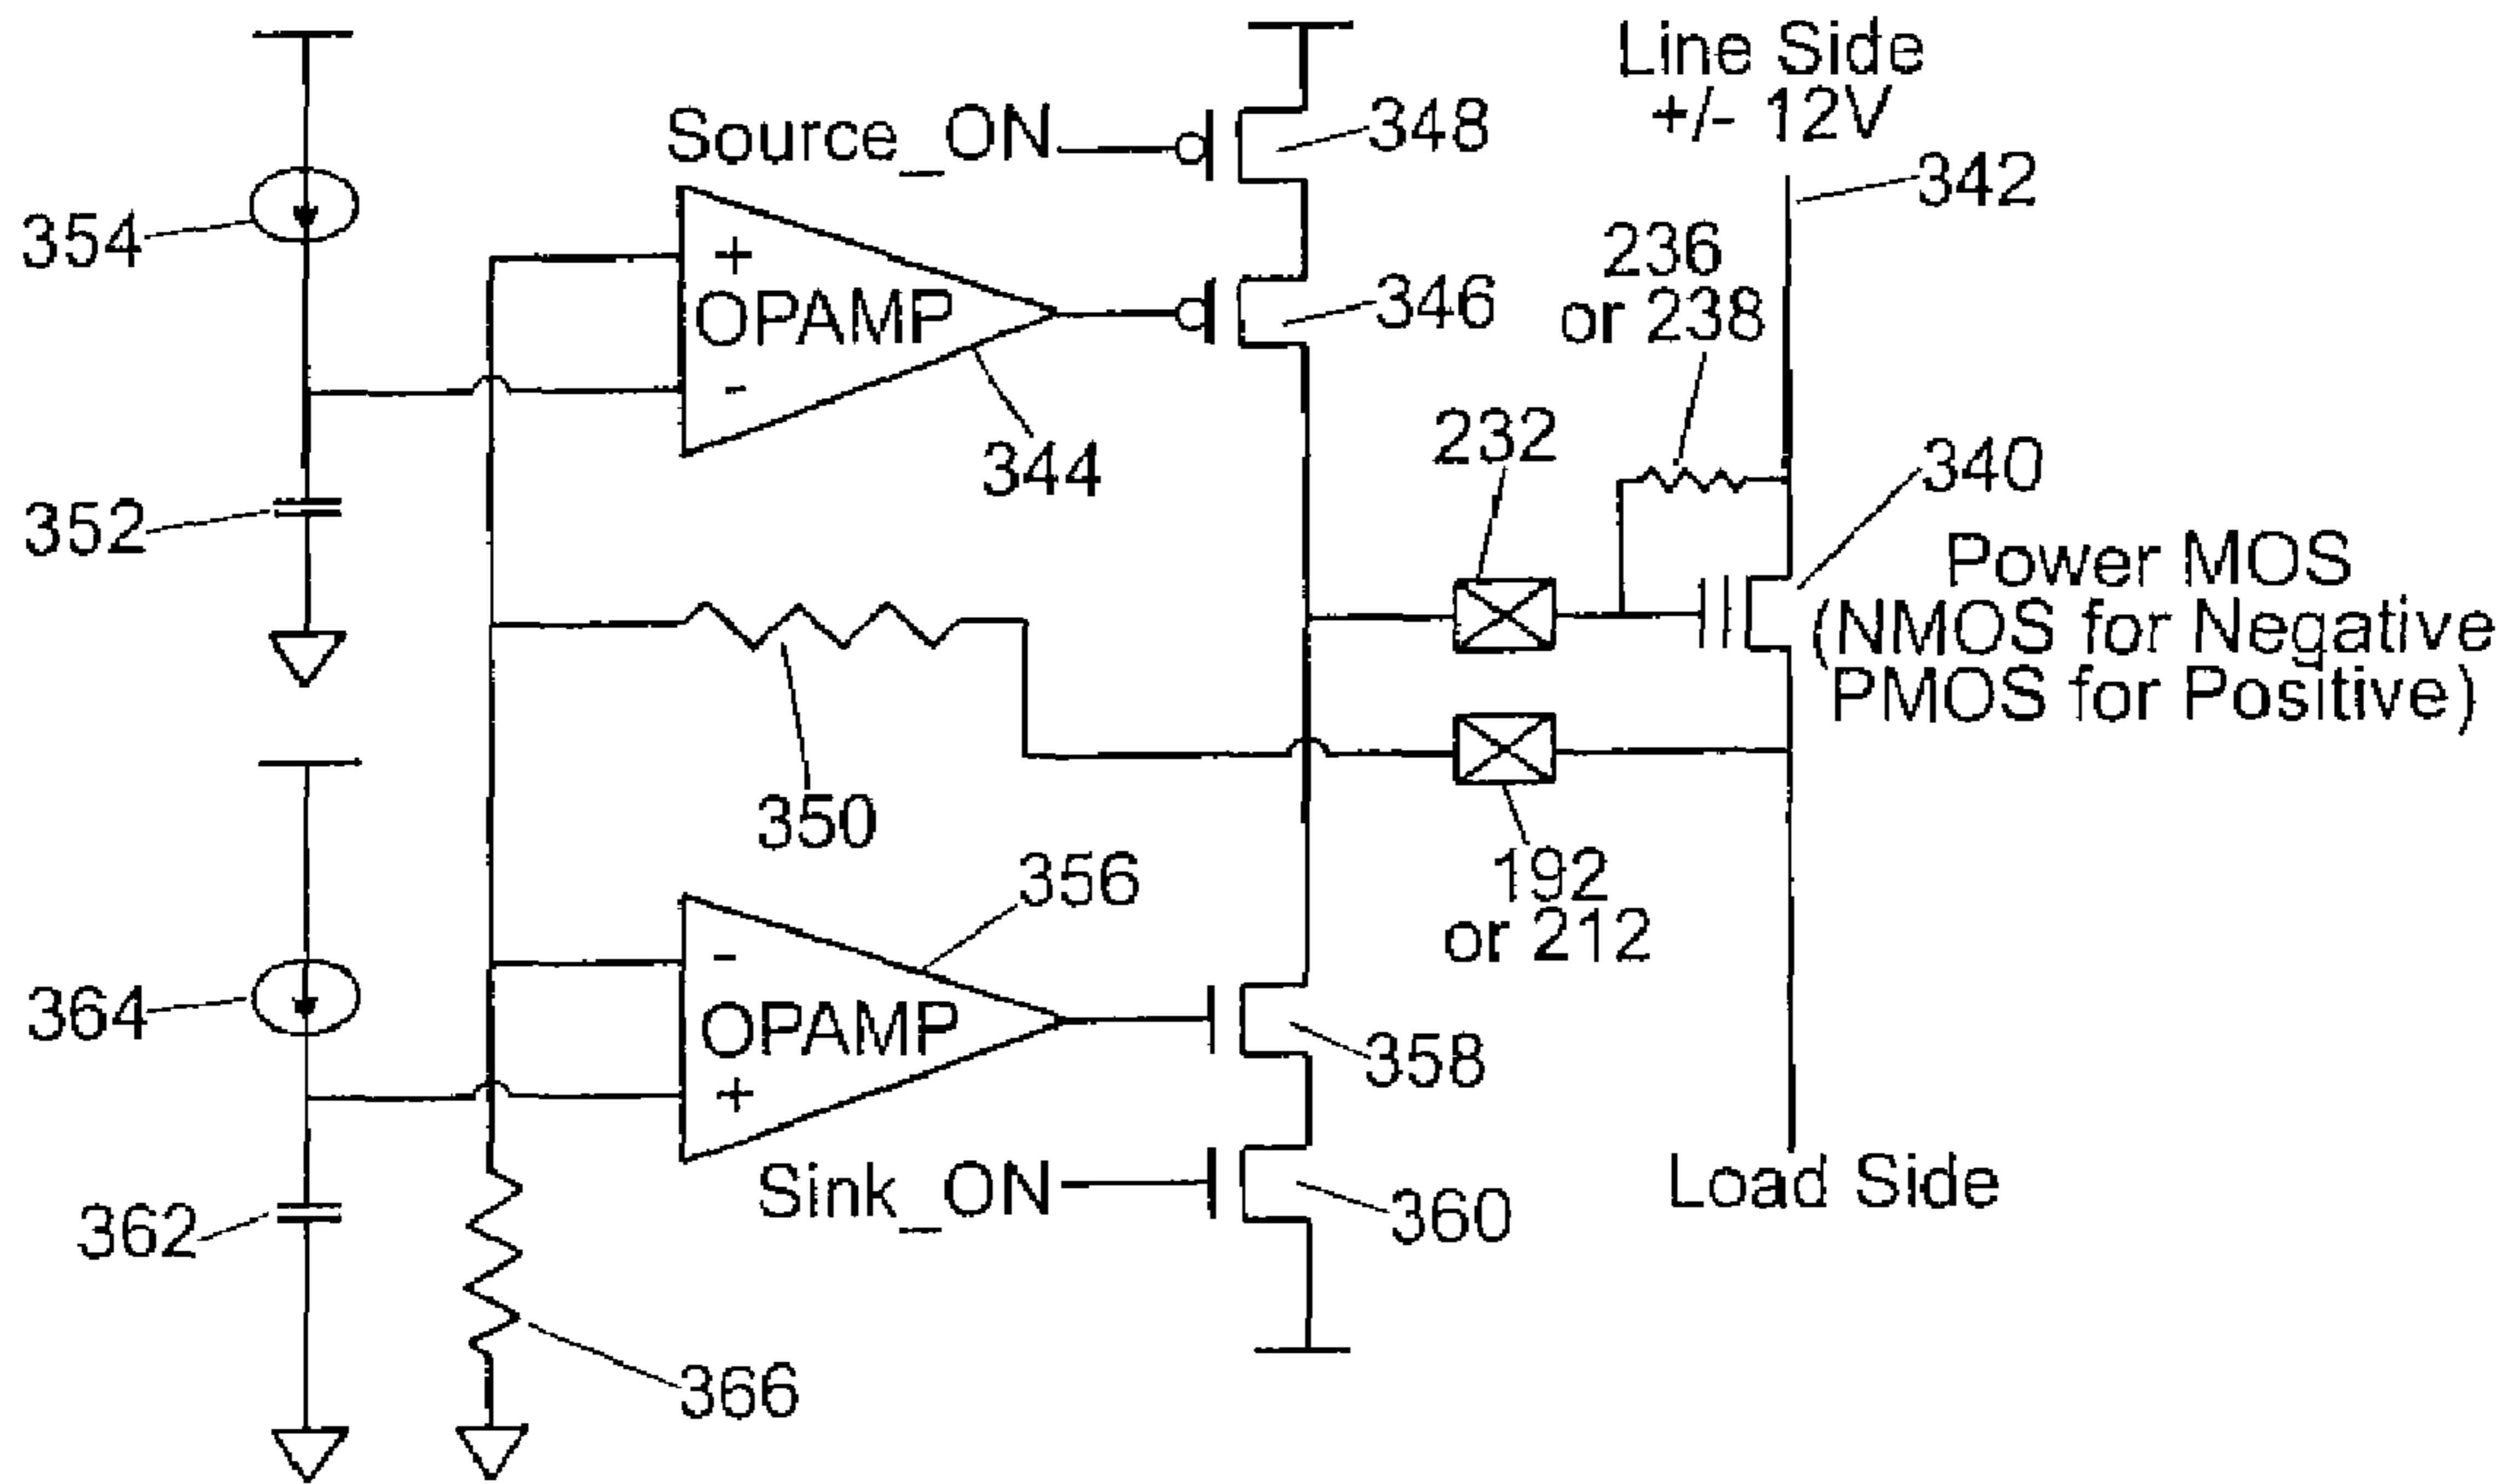 Line Side
+/- 12V
Source_ON
348
342
354
236
or 238
+
OPAMP
-
346
232
344
340
352
Power MOS
(NMOS for Negative
PMOS for Positive)
350
356
192
or 212
364
-
OPAMP
+
358
Sink_ON
Load Side
362
360
366